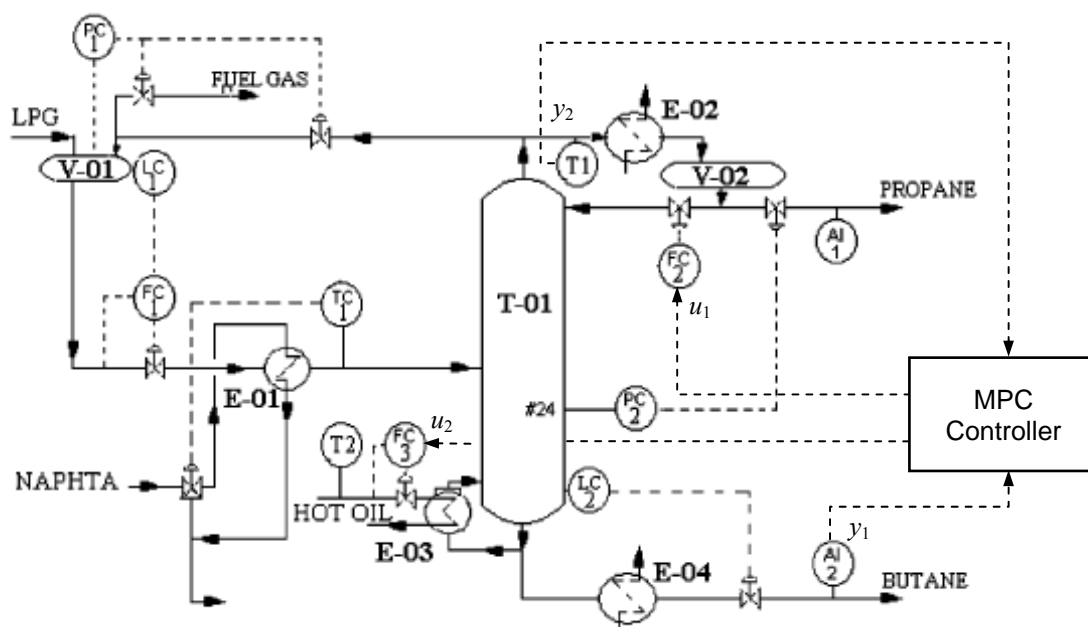 PC
1
FUEL GAS
LPG
V-01
LC
1
y2
E-02
T1
V-02
PROPANE
AI
1
FC
2
u1
T-01
FC
1
TC
1
E-01
#24
PC
2
MPC
Controller
u2
T2
FC
3
NAPHTA
HOT OIL
LC
2
E-03
y1
E-04
AI
2
BUTANE